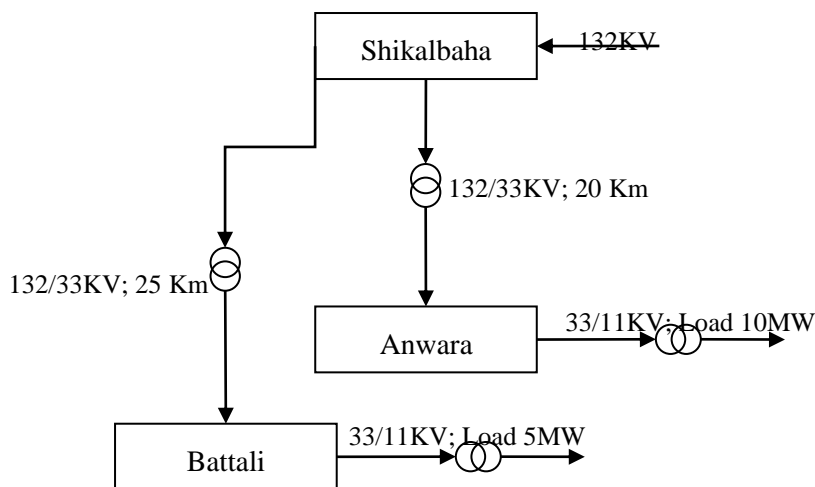 Shikalbaha
132KV
132/33KV; 20 Km
132/33KV; 25 Km
33/11KV; Load 10MW
Anwara
33/11KV; Load 5MW
Battali